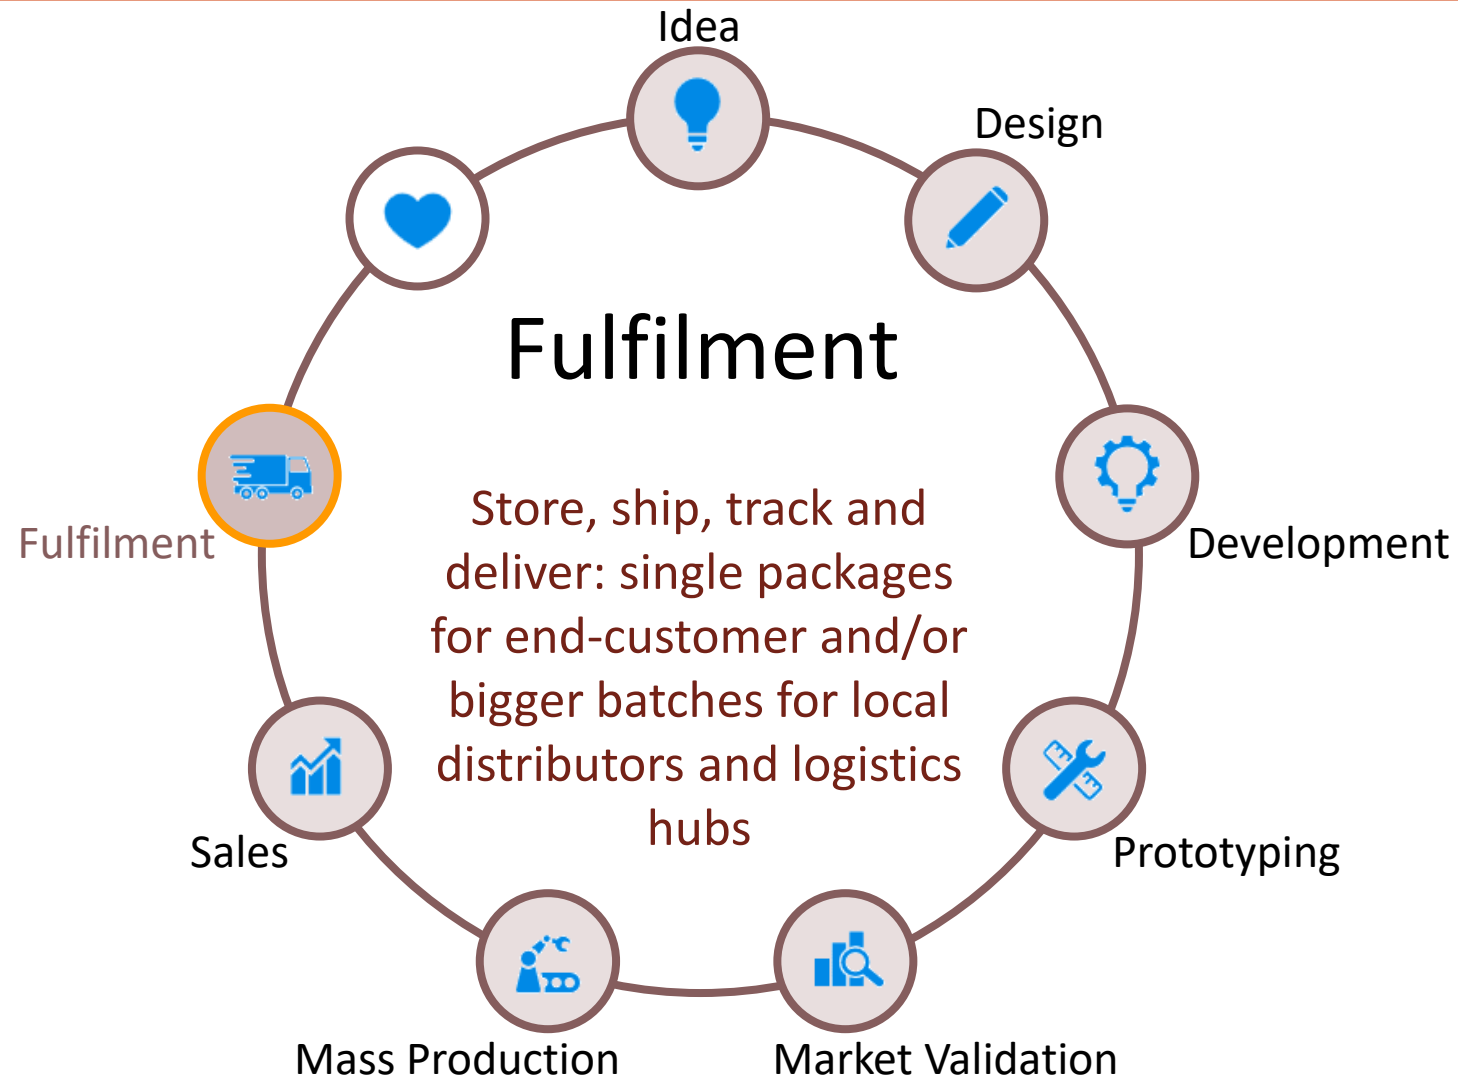 Idea
Design
Fulfilment
Store, ship, track and
deliver: single packages
for end-customer and/or
bigger batches for local
distributors and logistics
hubs
Development
Prototyping
Market Validation
Mass Production
Sales
Fulfilment